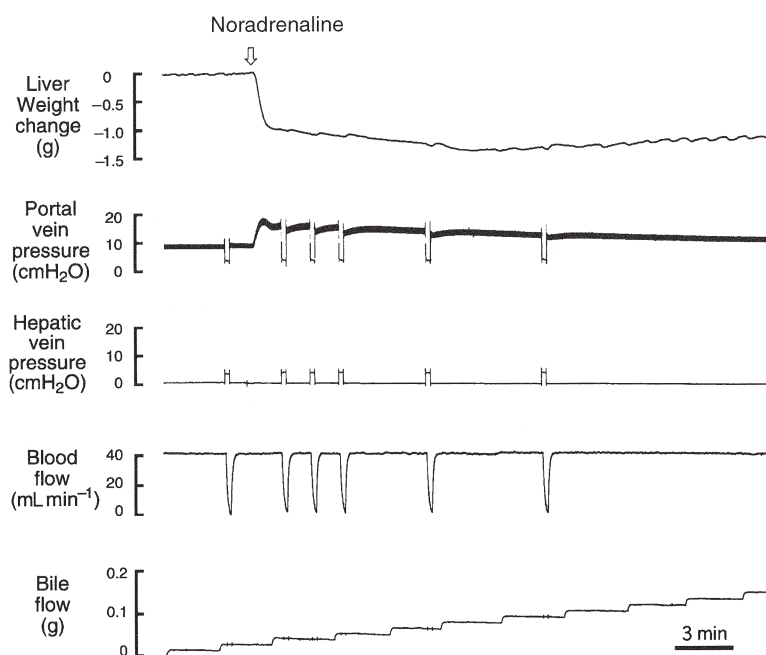 Noradrenaline
Liver
Weight
change
(g)
0
−0.5
−1.0
−1.5
Portal
vein
pressure
(cmH₂O)
20
10
0
Hepatic
vein
pressure
(cmH₂O)
20
10
0
Blood
flow
(mL min⁻¹)
40
20
0
Bile
flow
(g)
0.2
0.1
0
3 min